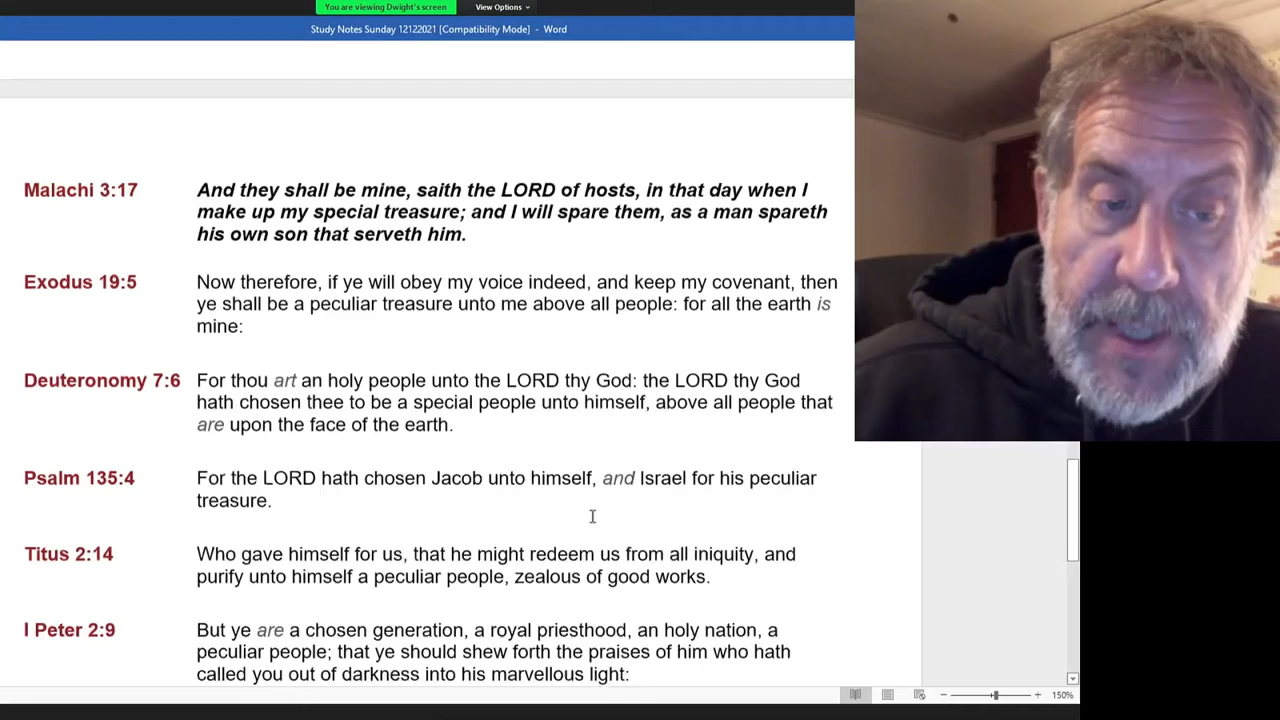 You are viewing Dwight's screen View Options
Study Notes Sunday 12122021 [Compatibility Mode] - Word
Malachi 3:17 And they shall be mine, saith the LORD of hosts, in that day when I
make up my special treasure; and I will spare them, as a man spareth
his own son that serveth him.
Exodus 19:5 Now therefore, if ye will obey my voice indeed, and keep my covenant, then
ye shall be a peculiar treasure unto me above all people: for all the earth is
mine:
Deuteronomy 7:6 For thou art an holy people unto the LORD thy God: the LORD thy God
hath chosen thee to be a special people unto himself, above all people that
are upon the face of the earth.
Psalm 135:4 For the LORD hath chosen Jacob unto himself, and Israel for his peculiar
treasure.
Titus 2:14 Who gave himself for us, that he might redeem us from all iniquity, and
purify unto himself a peculiar people, zealous of good works.
I Peter 2:9 But ye are a chosen generation, a royal priesthood, an holy nation, a
peculiar people; that ye should shew forth the praises of him who hath
called you out of darkness into his marvellous light:
150%